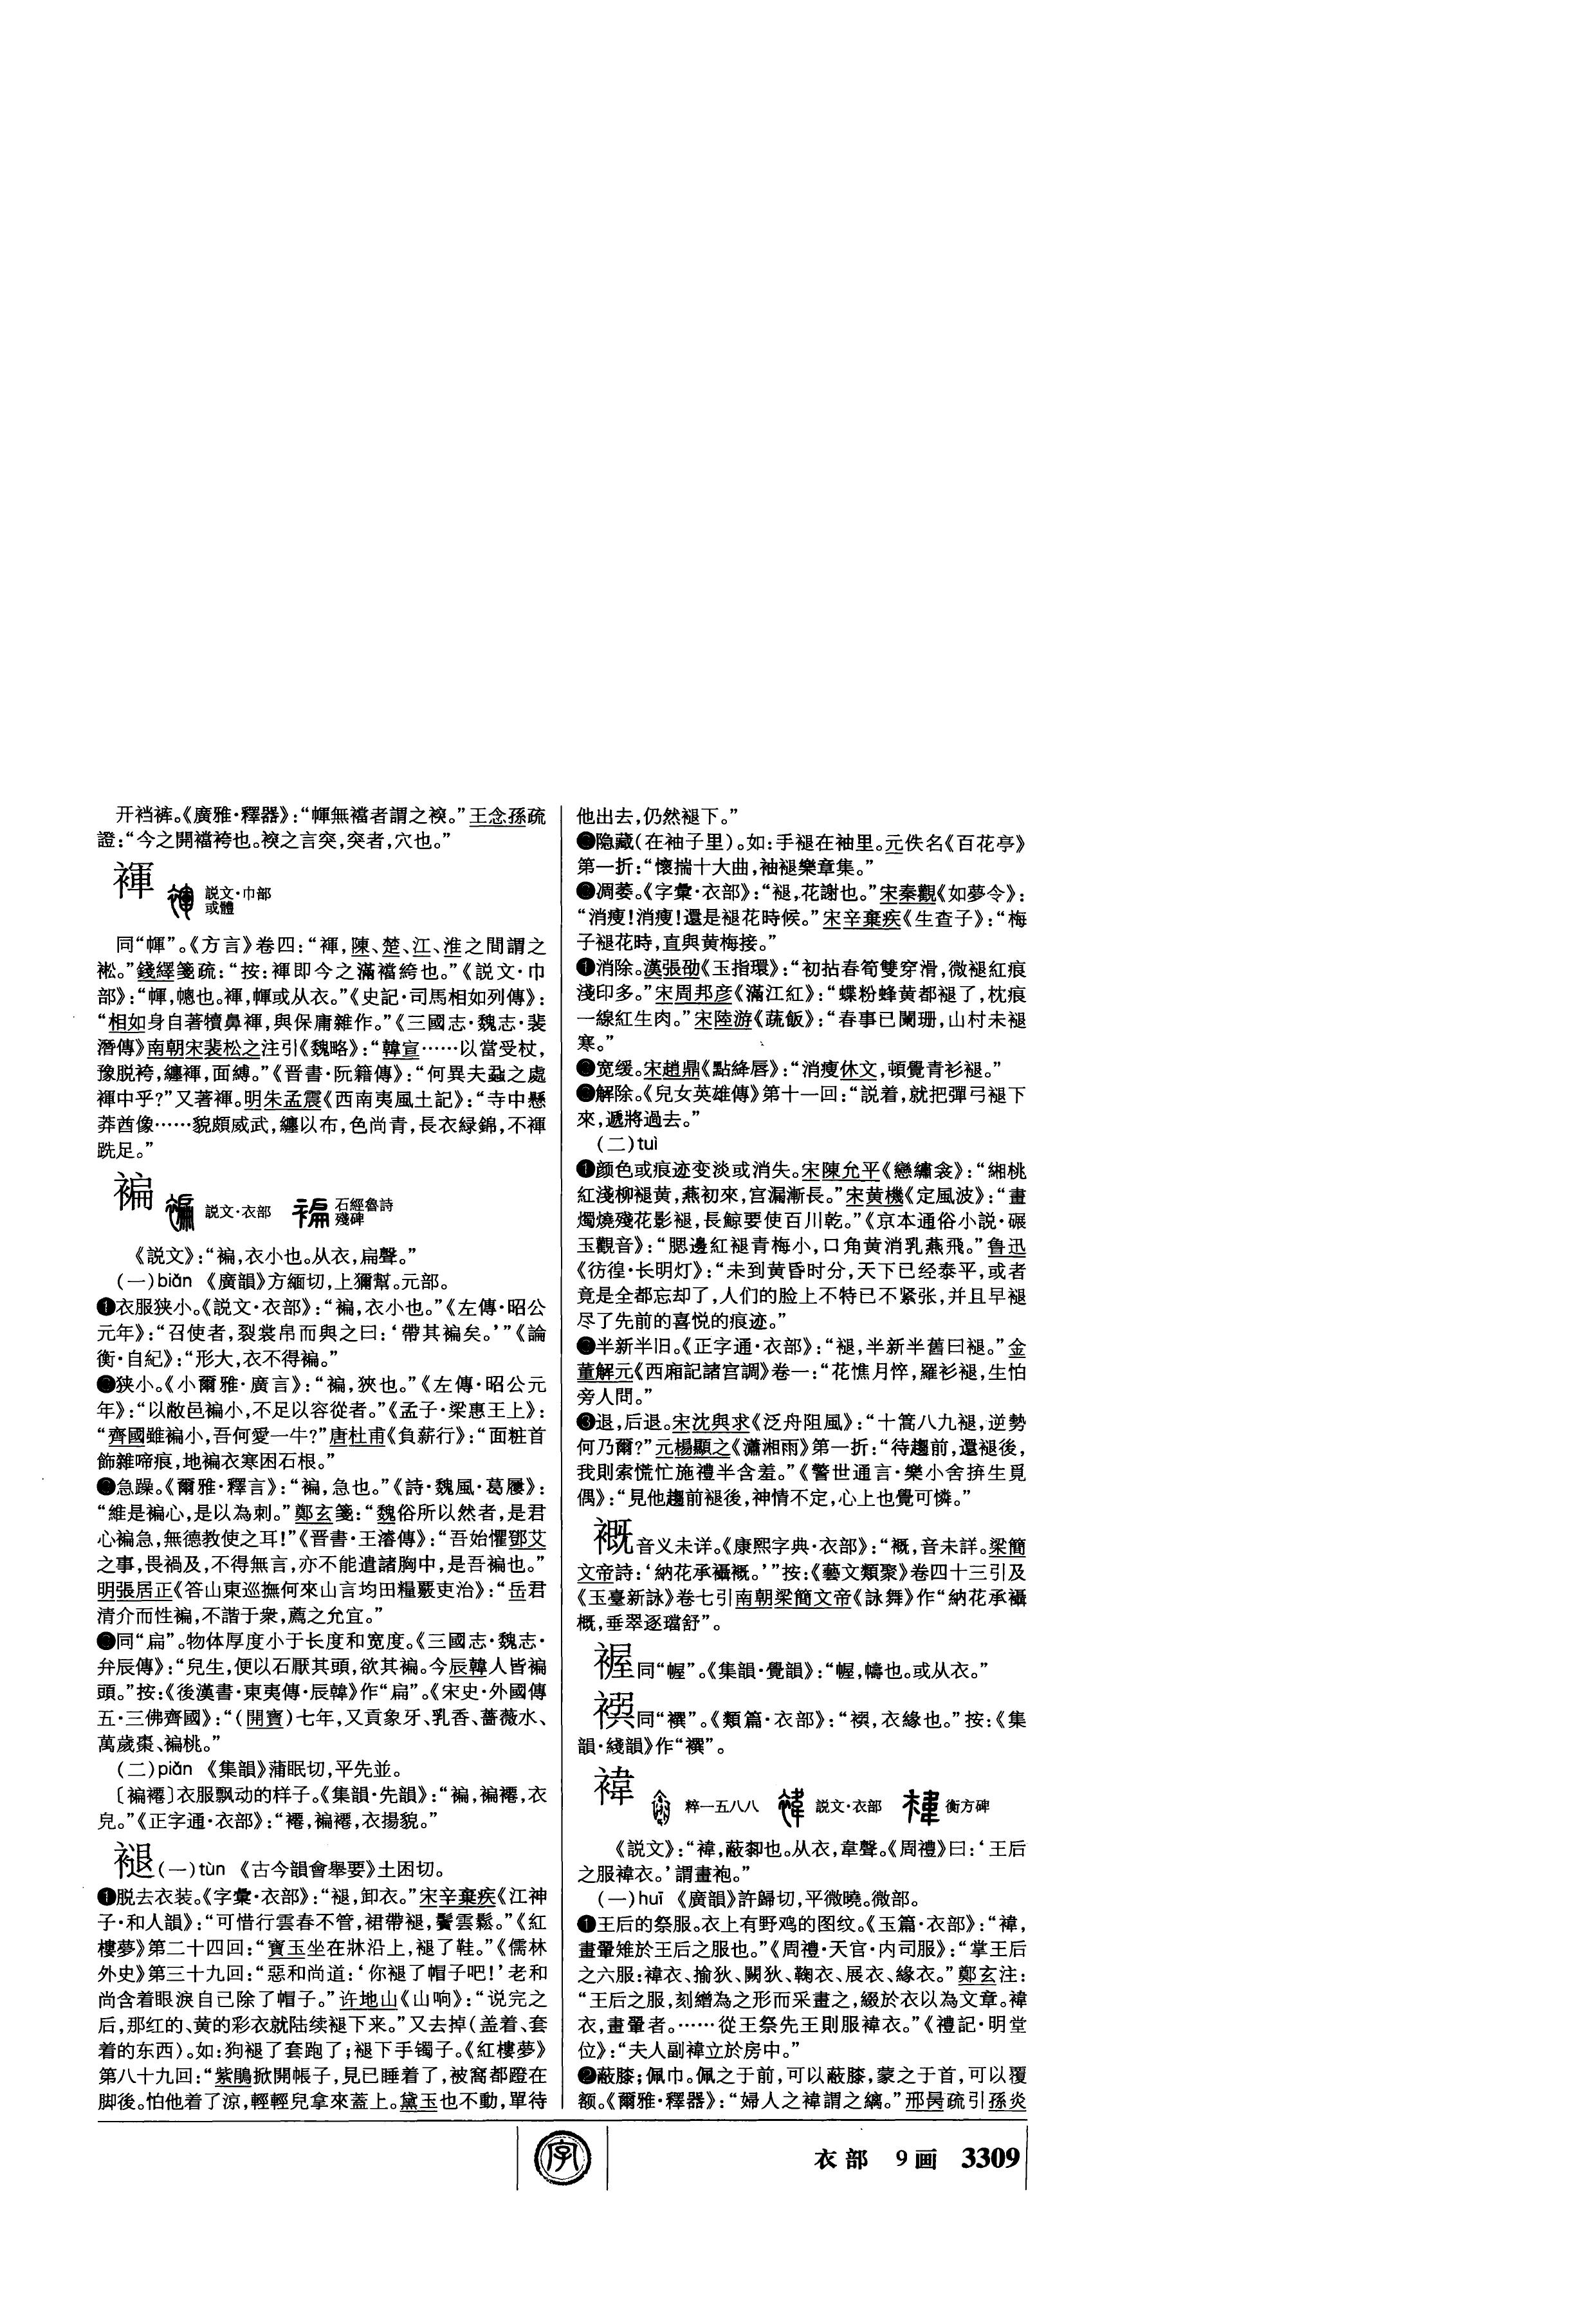 开裆裤。《廣雅·釋器》：“㡓無襠者謂之䘿。”王念孫疏
證：“今之開襠袴也。䘿之言突，突者，穴也。”
褌
説文·巾部
或體
同“㡓”。《方言》卷四：“褌，陳、楚、江、淮之間謂之
㚇。”錢繹箋疏：“按：褌即今之滿襠絝也。”《説文·巾
部》：“㡓，幒也。褌，㡓或从衣。”《史記·司馬相如列傳》：
“相如身自著犢鼻褌，與保庸雜作。”《三國志·魏志·裴
潛傳》南朝宋裴松之注引《魏略》：“韓宣……以當受杖，
豫脱袴，纏褌，面縛。”《晋書·阮籍傳》：“何異夫蝨之處
褌中乎？”又著褌。明朱孟震《西南夷風土記》：“寺中懸
莽酋像……貌頗威武，纏以布，色尚青，長衣緑錦，不褌
跣足。”
褊
説文·衣部
石經魯詩
殘碑
《説文》：“褊，衣小也。从衣，扁聲。”
（一）biǎn　《廣韻》方緬切，上獮幫。元部。
❶衣服狭小。《説文·衣部》：“褊，衣小也。”《左傳·昭公
元年》：“召使者，裂裳帛而與之曰：‘帶其褊矣。’”《論
衡·自紀》：“形大，衣不得褊。”
❷狭小。《小爾雅·廣言》：“褊，狹也。”《左傳·昭公元
年》：“以敝邑褊小，不足以容從者。”《孟子·梁惠王上》：
“齊國雖褊小，吾何愛一牛？”唐杜甫《負薪行》：“面粧首
飾雜啼痕，地褊衣寒困石根。”
❸急躁。《爾雅·釋言》：“褊，急也。”《詩·魏風·葛屨》：
“維是褊心，是以為刺。”鄭玄箋：“魏俗所以然者，是君
心褊急，無德教使之耳！”《晋書·王濬傳》：“吾始懼鄧艾
之事，畏禍及，不得無言，亦不能遣諸胸中，是吾褊也。”
明張居正《答山東巡撫何來山言均田糧覈吏治》：“岳君
清介而性褊，不諧于衆，薦之允宜。”
❹同“扁”。物体厚度小于长度和宽度。《三國志·魏志·
弁辰傳》：“兒生，便以石厭其頭，欲其褊。今辰韓人皆褊
頭。”按：《後漢書·東夷傳·辰韓》作“扁”。《宋史·外國傳
五·三佛齊國》：“（開寶）七年，又貢象牙、乳香、薔薇水、
萬歲棗、褊桃。”
（二）piǎn　《集韻》蒲眠切，平先並。
〔褊褼〕衣服飘动的样子。《集韻·先韻》：“褊，褊褼，衣
皃。”《正字通·衣部》：“褼，褊褼，衣揚貌。”
褪（一）tùn　《古今韻會舉要》土困切。
❶脱去衣装。《字彙·衣部》：“褪，卸衣。”宋辛棄疾《江神
子·和人韻》：“可惜行雲春不管，裙帶褪，鬢雲鬆。”《紅
樓夢》第二十四回：“寶玉坐在牀沿上，褪了鞋。”《儒林
外史》第三十九回：“惡和尚道：‘你褪了帽子吧！’老和
尚含着眼淚自己除了帽子。”许地山《山响》：“说完之
后，那红的、黄的彩衣就陆续褪下来。”又去掉（盖着、套
着的东西）。如：狗褪了套跑了；褪下手镯子。《紅樓夢》
第八十九回：“紫鵑掀開帳子，見已睡着了，被窩都蹬在
脚後。怕他着了凉，輕輕兒拿來蓋上。黛玉也不動，單待
他出去，仍然褪下。”
❷隐藏（在袖子里）。如：手褪在袖里。元佚名《百花亭》
第一折：“懷揣十大曲，袖褪樂章集。”
❸凋萎。《字彙·衣部》：“褪，花謝也。”宋秦觀《如夢令》：
“消瘦！消瘦！還是褪花時候。”宋辛棄疾《生查子》：“梅
子褪花時，直與黄梅接。”
❹消除。漢張劭《玉指環》：“初拈春筍雙穿滑，微褪紅痕
淺印多。”宋周邦彦《滿江紅》：“蝶粉蜂黄都褪了，枕痕
一線紅生肉。”宋陸游《蔬飯》：“春事已闌珊，山村未褪
寒。”
❺宽缓。宋趙鼎《點絳唇》：“消瘦休文，頓覺青衫褪。”
❻解除。《兒女英雄傳》第十一回：“説着，就把彈弓褪下
來，遞將過去。”
（二）tuì
❶颜色或痕迹变淡或消失。宋陳允平《戀繡衾》：“緗桃
紅淺柳褪黄，燕初來，宫漏漸長。”宋黄機《定風波》：“畫
燭燒殘花影褪，長鯨要使百川乾。”《京本通俗小説·碾
玉觀音》：“腮邊紅褪青梅小，口角黄消乳燕飛。”鲁迅
《彷徨·长明灯》：“未到黄昏时分，天下已经泰平，或者
竟是全都忘却了，人们的脸上不特已不紧张，并且早褪
尽了先前的喜悦的痕迹。”
❷半新半旧。《正字通·衣部》：“褪，半新半舊曰褪。”金
董解元《西廂記諸宫調》卷一：“花憔月悴，羅衫褪，生怕
旁人問。”
❸退，后退。宋沈與求《泛舟阻風》：“十篙八九褪，逆勢
何乃爾？”元楊顯之《瀟湘雨》第一折：“待趨前，還褪後，
我則索慌忙施禮半含羞。”《警世通言·樂小舍拚生覓
偶》：“見他趨前褪後，神情不定，心上也覺可憐。”
𧜣音义未详。《康熙字典·衣部》：“𧜣，音未詳。梁簡
文帝詩：‘納花承襵𧜣。’”按：《藝文類聚》卷四十三引及
《玉臺新詠》卷七引南朝梁簡文帝《詠舞》作“納花承襵
概，垂翠逐璫舒”。
䙎同“幄”。《集韻·覺韻》：“幄，幬也。或从衣。”
同“襈”。《類篇·衣部》：“衣緣也。”按：《集
韻·綫韻》作“襈”。
褘
粹一五八八
説文·衣部
衡方碑
《説文》：“褘，蔽厀也。从衣，韋聲。《周禮》曰：‘王后
之服褘衣。’謂畫袍。”
（一）huī　《廣韻》許歸切，平微曉。微部。
❶王后的祭服。衣上有野鸡的图纹。《玉篇·衣部》：“褘，
畫翬雉於王后之服也。”《周禮·天官·内司服》：“掌王后
之六服：褘衣、揄狄、闕狄、鞠衣、展衣、緣衣。”鄭玄注：
“王后之服，刻繒為之形而采畫之，綴於衣以為文章。褘
衣，畫翬者。……從王祭先王則服褘衣。”《禮記·明堂
位》：“夫人副褘立於房中。”
❷蔽膝；佩巾。佩之于前，可以蔽膝，蒙之于首，可以覆
额。《爾雅·釋器》：“婦人之褘謂之縭。”邢昺疏引孫炎
字
衣部　9画　3309